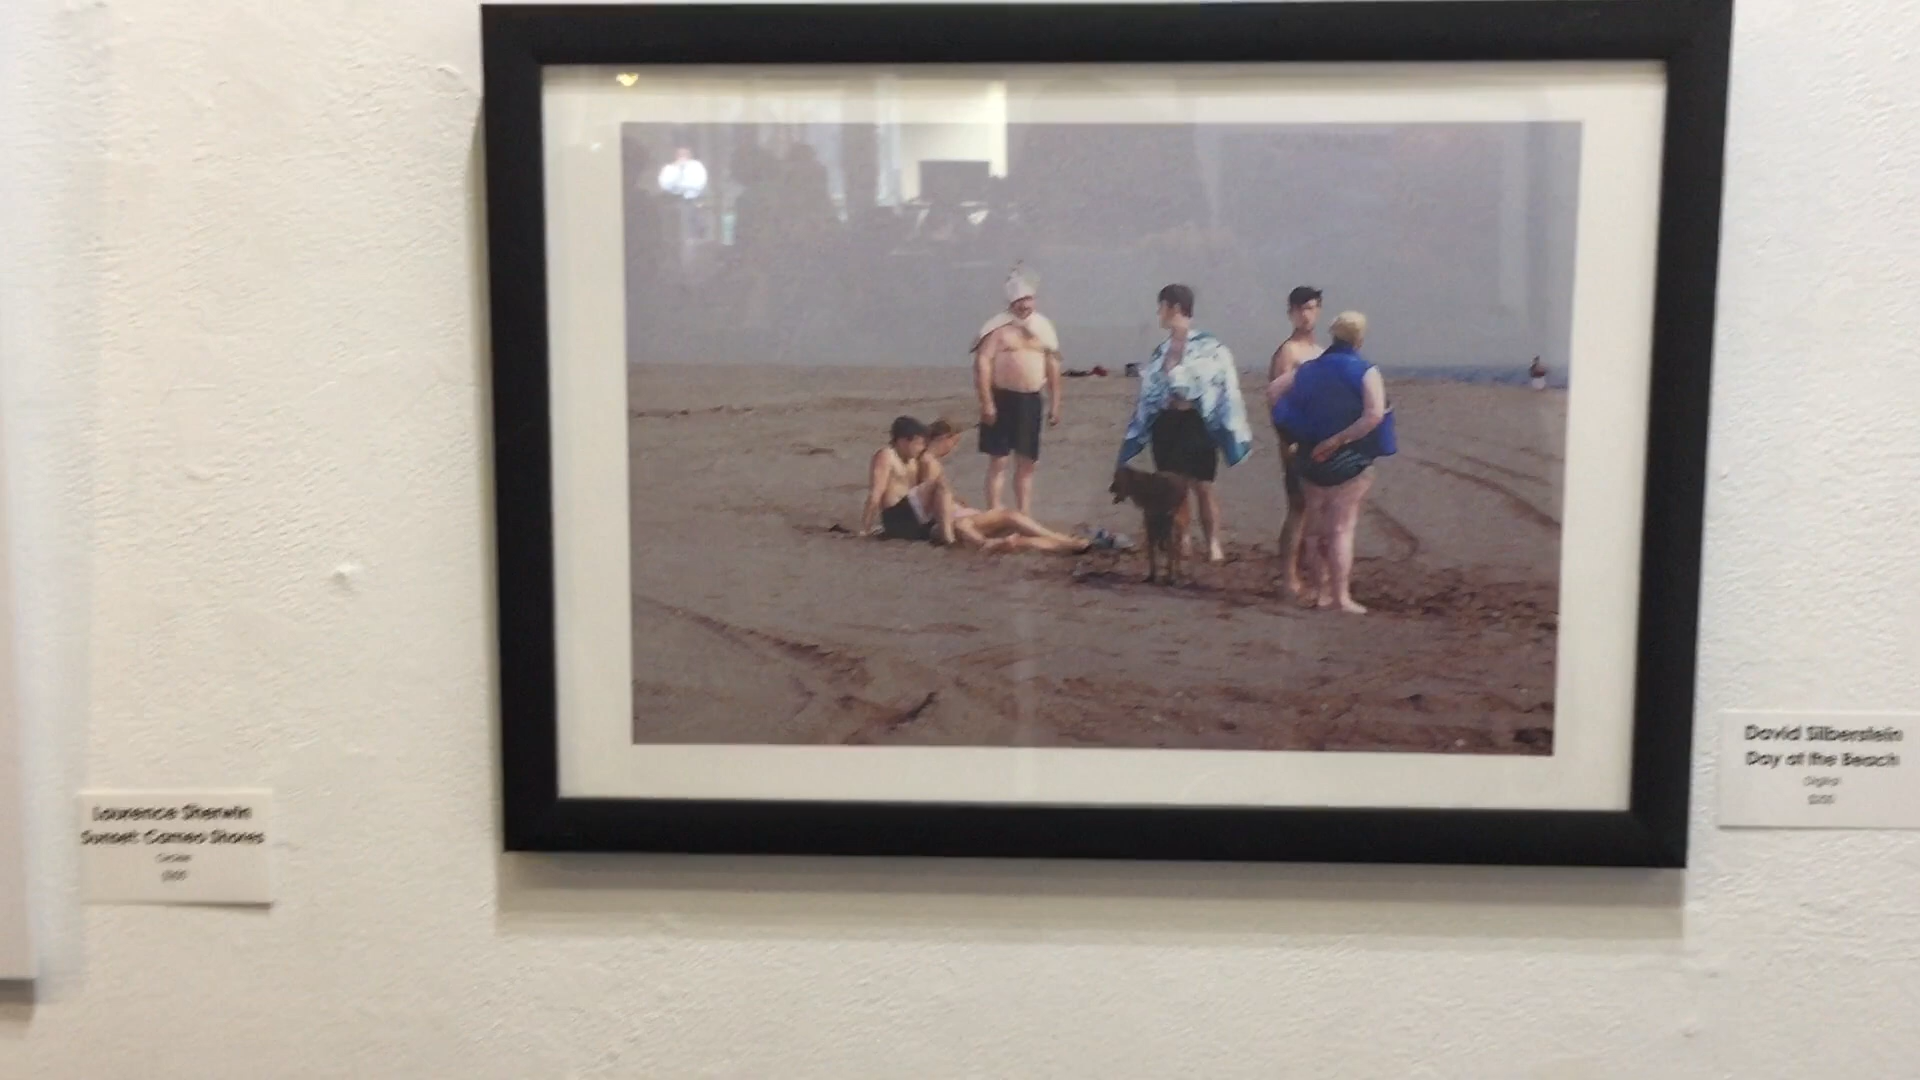 Laurence Sherwin
Sunset: Cameo Shores
David Silberstein
Day at the Beach
Digital